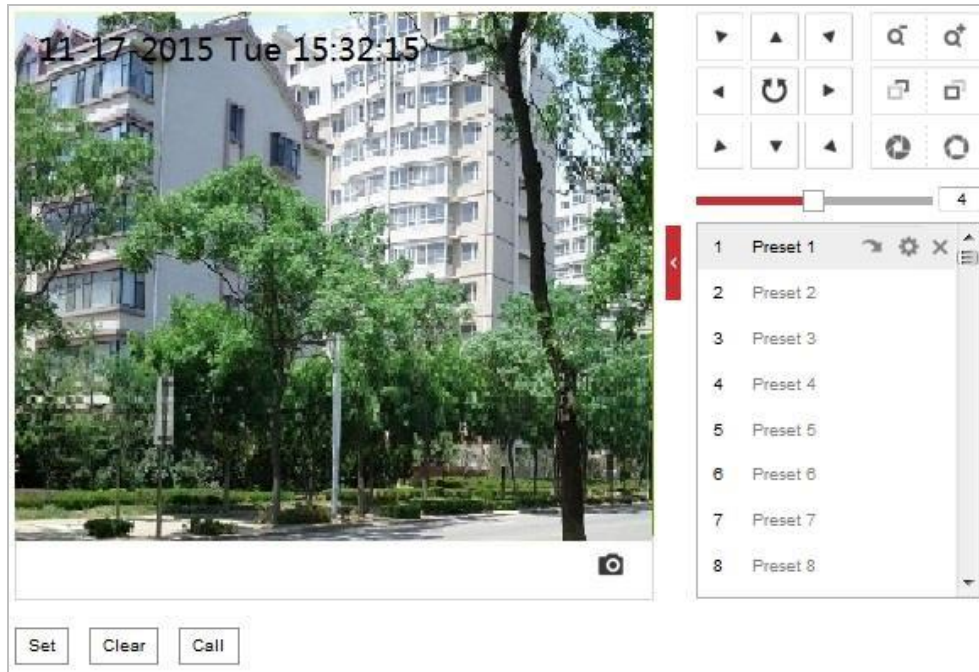 11-17-2015 Tue 15:32:15
4
1 Preset 1
2 Preset 2
3 Preset 3
4 Preset 4
5 Preset 5
6 Preset 6
7 Preset 7
8 Preset 8
Set Clear Call